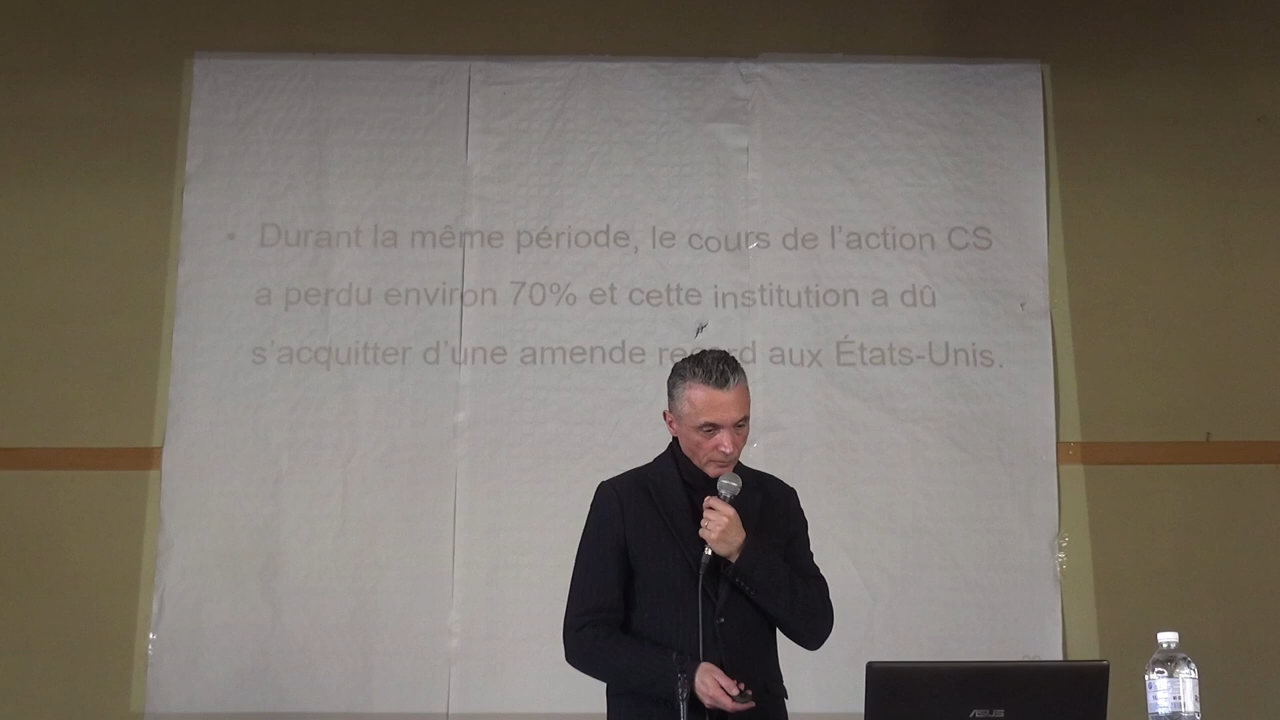 • Durant la même période, le cours de l'action CS
a perdu environ 70% et cette institution a dû
s'acquitter d'une amende record aux États-Unis.
ASUS